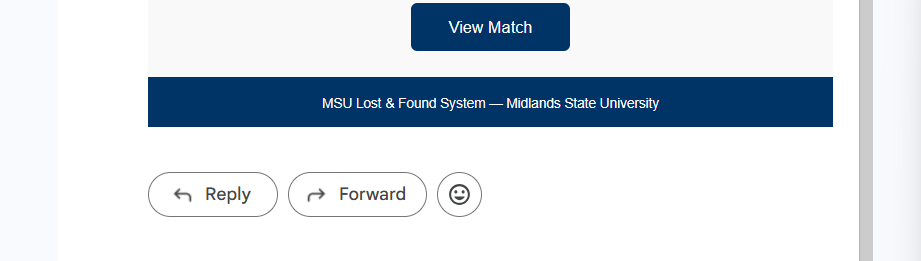 View Match
MSU Lost & Found System — Midlands State University
Reply
Forward